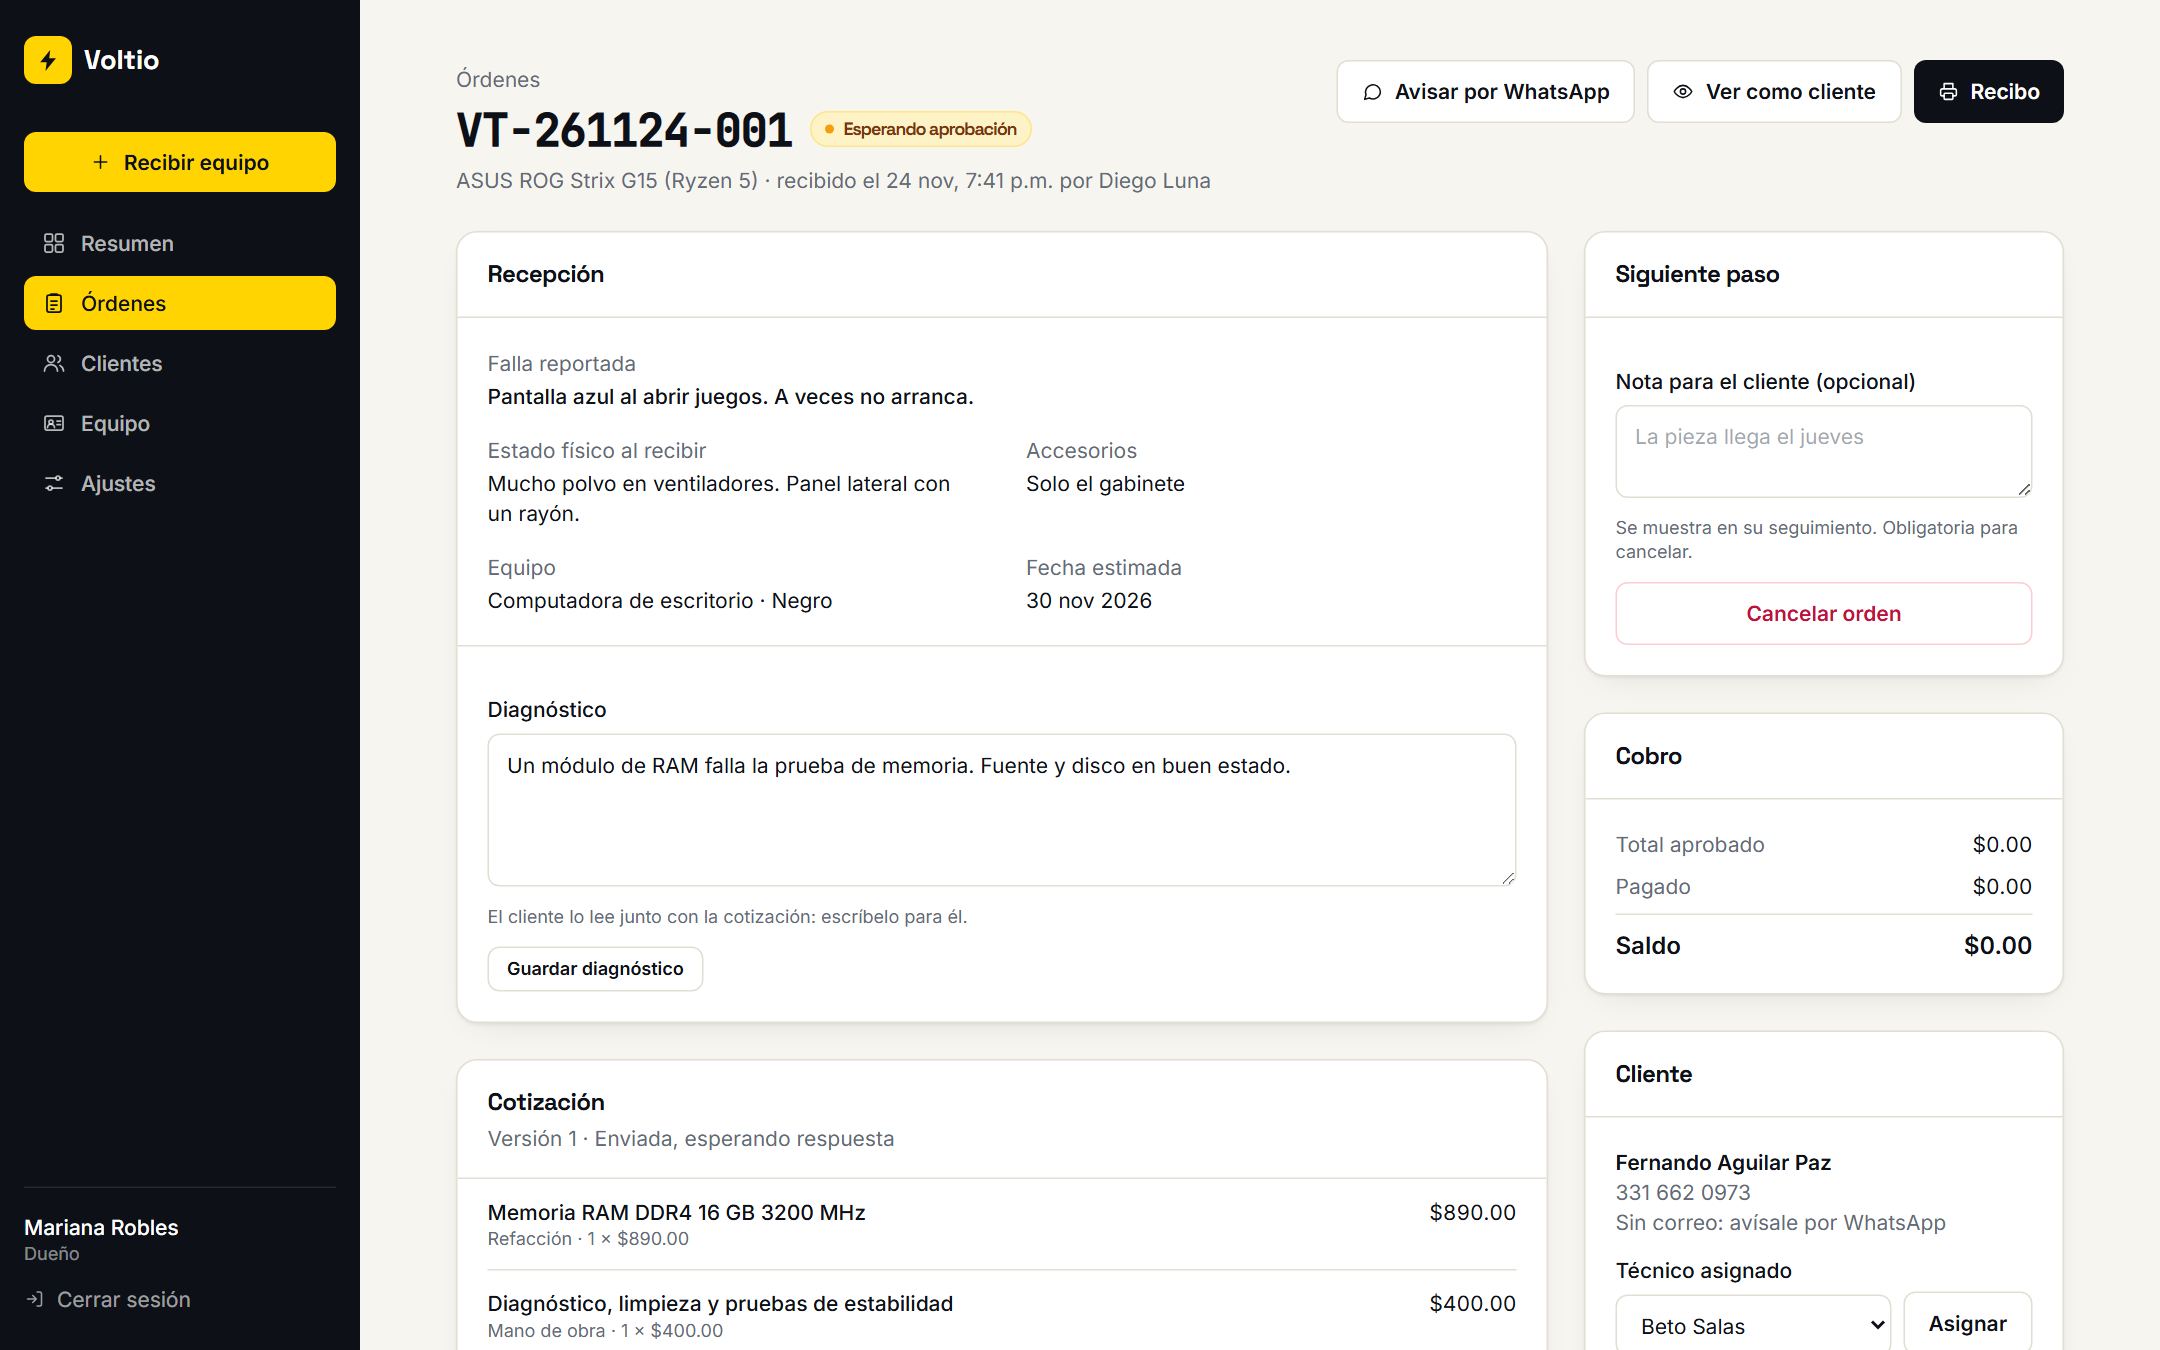 Voltio
Recibir equipo
Resumen
Órdenes
Clientes
Equipo
Ajustes
Mariana Robles
Dueño
Cerrar sesión
Órdenes
VT-261124-001
Esperando aprobación
ASUS ROG Strix G15 (Ryzen 5) · recibido el 24 nov, 7:41 p.m. por Diego Luna
Avisar por WhatsApp
Ver como cliente
Recibo
Recepción
Falla reportada
Pantalla azul al abrir juegos. A veces no arranca.
Estado físico al recibir
Mucho polvo en ventiladores. Panel lateral con
un rayón.
Accesorios
Solo el gabinete
Equipo
Computadora de escritorio · Negro
Fecha estimada
30 nov 2026
Diagnóstico
Un módulo de RAM falla la prueba de memoria. Fuente y disco en buen estado.
El cliente lo lee junto con la cotización: escríbelo para él.
Guardar diagnóstico
Cotización
Versión 1 · Enviada, esperando respuesta
Memoria RAM DDR4 16 GB 3200 MHz
$890.00
Refacción · 1 × $890.00
Diagnóstico, limpieza y pruebas de estabilidad
$400.00
Mano de obra · 1 × $400.00
Siguiente paso
Nota para el cliente (opcional)
La pieza llega el jueves
Se muestra en su seguimiento. Obligatoria para
cancelar.
Cancelar orden
Cobro
Total aprobado
$0.00
Pagado
$0.00
Saldo
$0.00
Cliente
Fernando Aguilar Paz
331 662 0973
Sin correo: avísale por WhatsApp
Técnico asignado
Beto Salas
Asignar